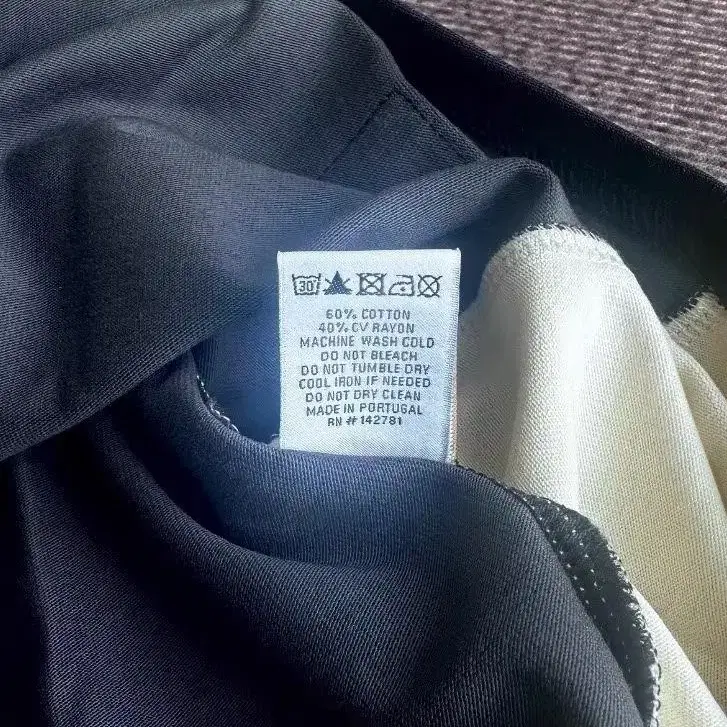 30°
60% COTTON
40% CV RAYON
MACHINE WASH COLD
DO NOT BLEACH
DO NOT TUMBLE DRY
COOL IRON IF NEEDED
DO NOT DRY CLEAN
MADE IN PORTUGAL
RN # 142781